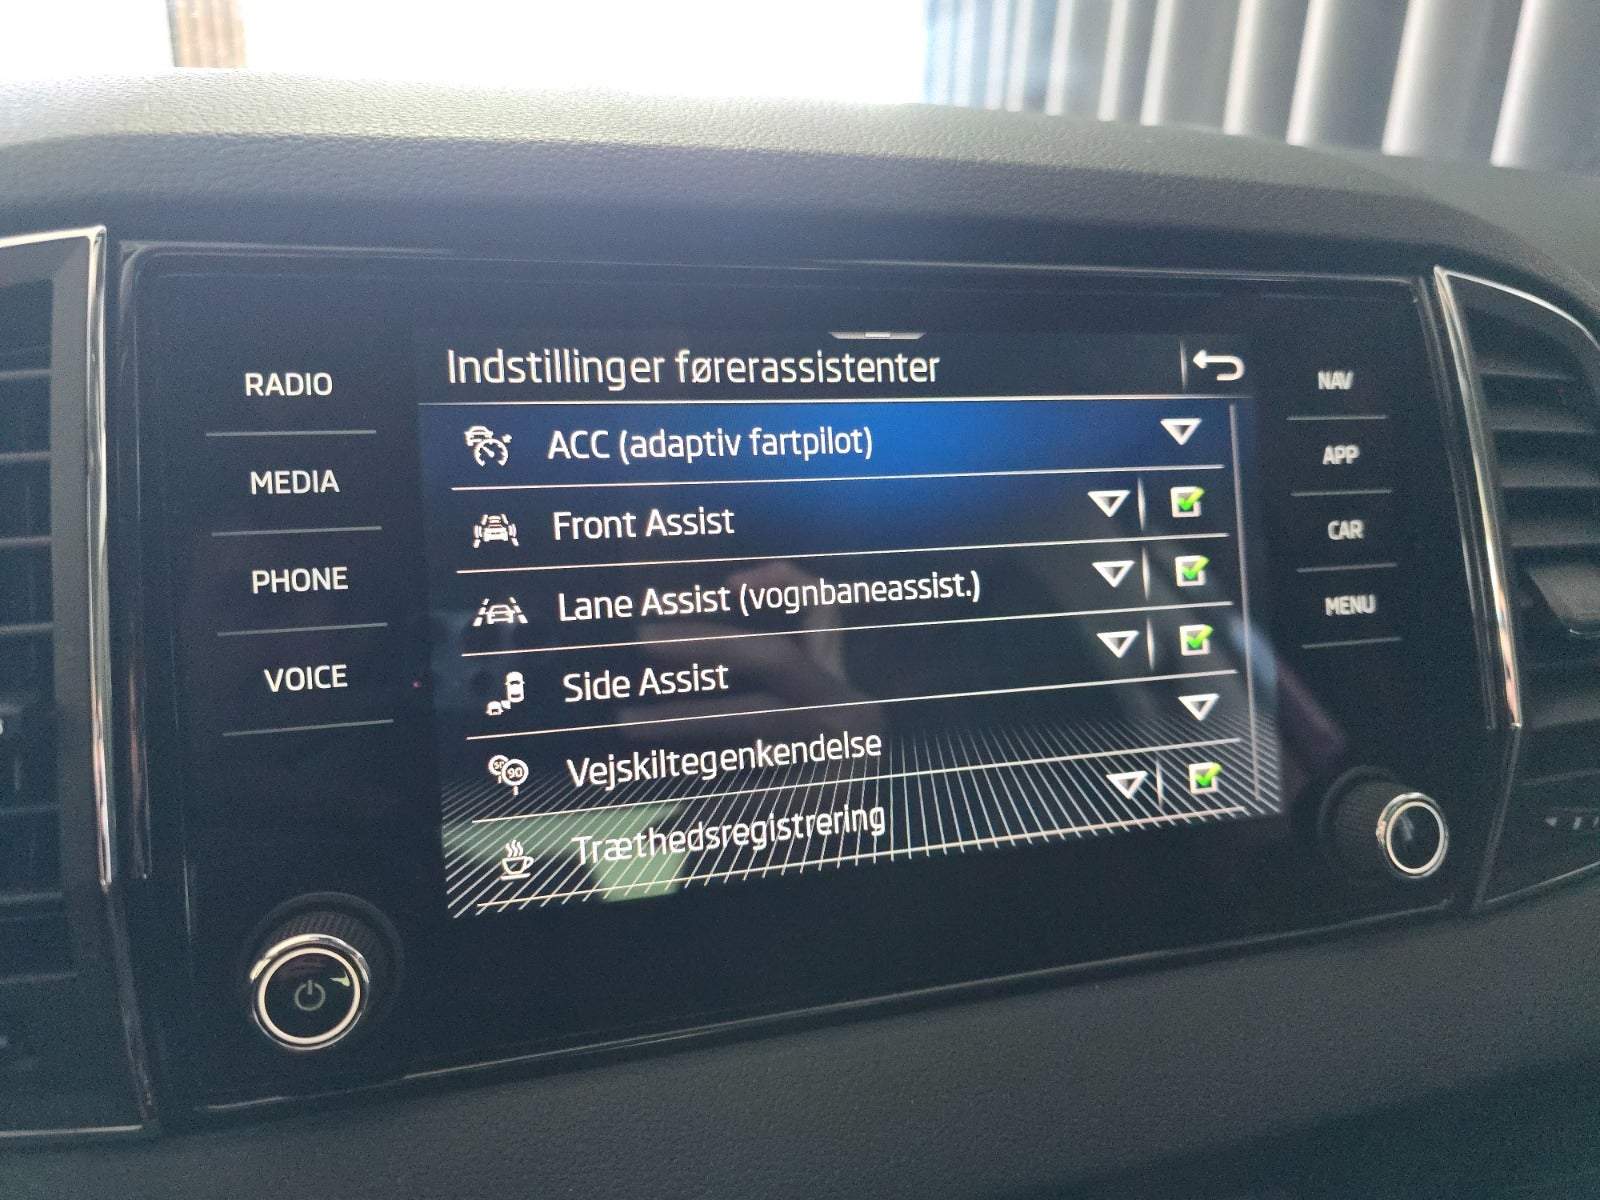 RADIO
MEDIA
PHONE
VOICE
Indstillinger førerassistenter
ACC (adaptiv fartpilot)
Front Assist
Lane Assist (vognbaneassist.)
Side Assist
Vejskiltegenkendelse
Træthedsregistrering
NAV
APP
CAR
MENU